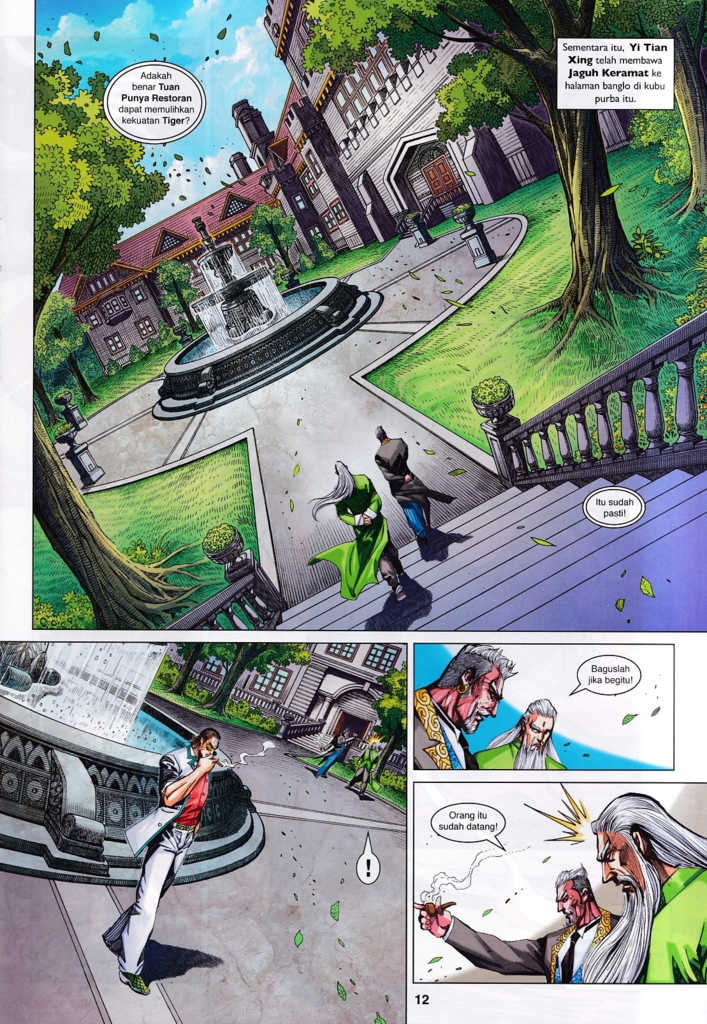 Adakah
benar Tuan
Punya Restoran
dapat memulihkan
kekuatan Tiger?
Sementara itu, Yi Tian
Xing telah membawa
Jaguh Keramat ke
halaman banglo di kubu
purba itu.
Itu sudah
pasti!
!
Baguslah
jika begitu!
Orang itu
sudah datang!
12